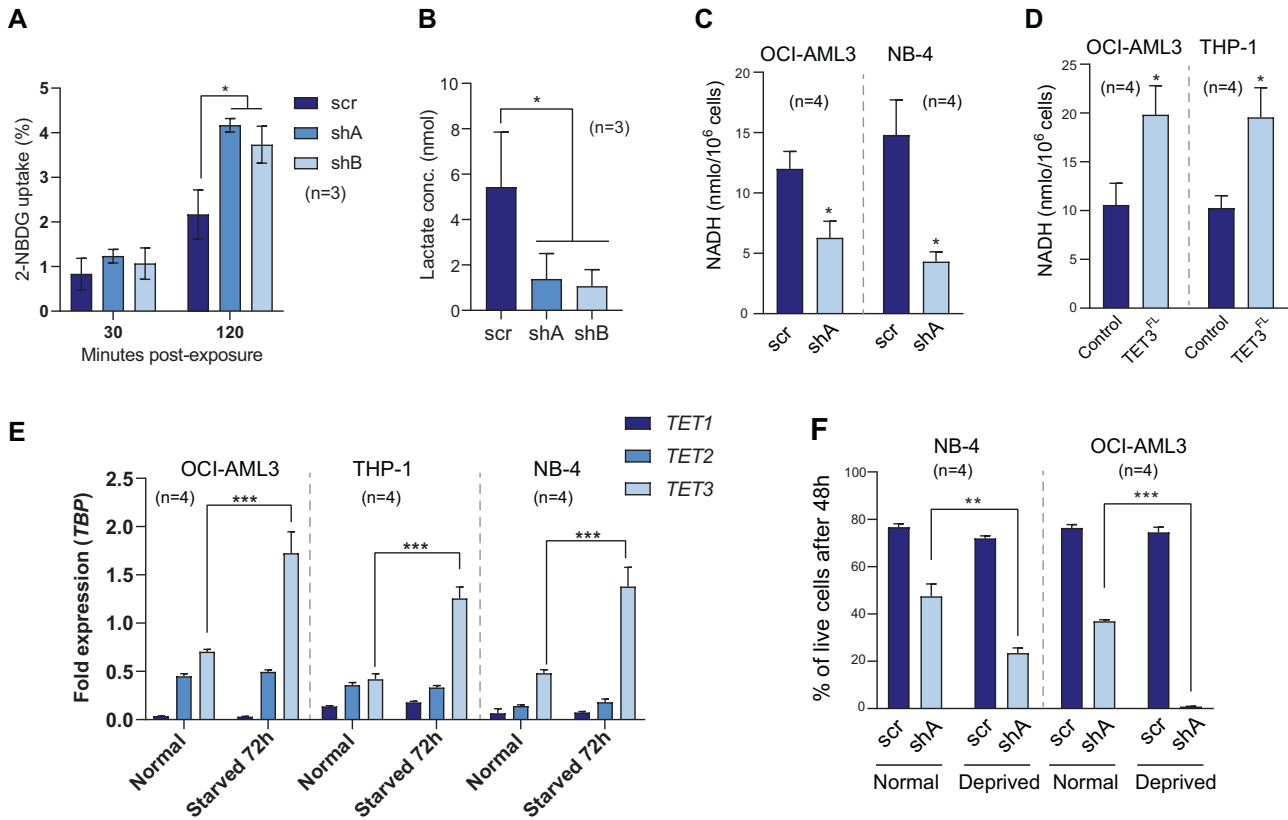 A
2-NBDG uptake (%)
5
4
3
2
1
0
*
scr
shA
shB
(n=3)
30
120
Minutes post-exposure
B
Lactate conc. (nmol)
10
8
6
4
2
0
*
(n=3)
scr
shA
shB
C
OCI-AML3
NB-4
NADH (nmlo/10⁶ cells)
20
15
10
5
0
(n=4)
(n=4)
*
*
scr
shA
scr
shA
D
OCI-AML3
THP-1
NADH (nmlo/10⁶ cells)
25
20
15
10
5
0
(n=4)
*
(n=4)
*
Control
TET3ᶠᴸ
Control
TET3ᶠᴸ
E
TET1
TET2
TET3
OCI-AML3
THP-1
NB-4
Fold expression (TBP)
2.5
2.0
1.5
1.0
0.5
0.0
(n=4)
***
(n=4)
***
(n=4)
***
Normal
Starved 72h
Normal
Starved 72h
Normal
Starved 72h
F
NB-4
OCI-AML3
(n=4)
(n=4)
% of live cells after 48h
100
80
60
40
20
0
**
***
scr
shA
scr
shA
scr
shA
scr
shA
Normal
Deprived
Normal
Deprived